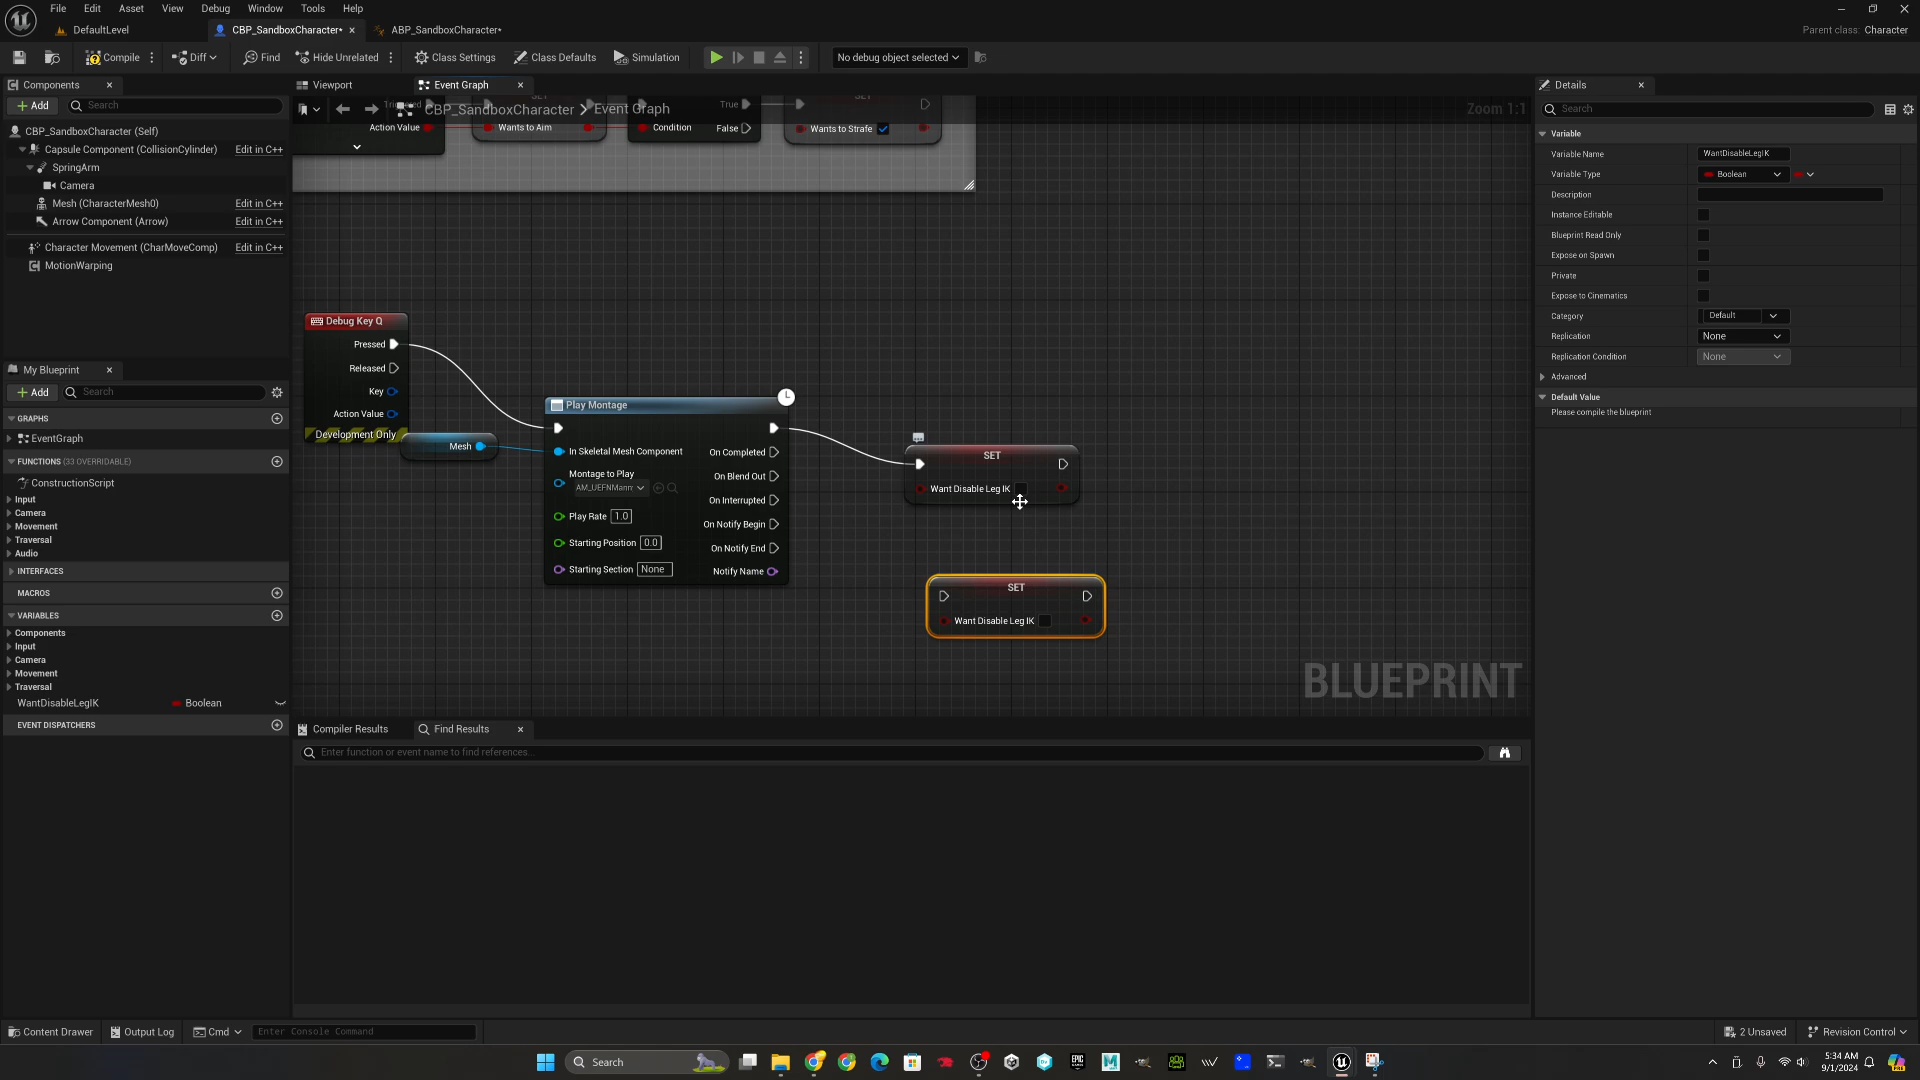 File Edit Asset View Debug Window Tools Help
DefaultLevel CBP_SandboxCharacter* ABP_SandboxCharacter*
Parent class: Character
Compile Diff Find Hide Unrelated Class Settings Class Defaults Simulation No debug object selected
Components
Add Search
CBP_SandboxCharacter (Self)
Capsule Component (CollisionCylinder) Edit in C++
SpringArm
Camera
Mesh (CharacterMesh0) Edit in C++
Arrow Component (Arrow) Edit in C++
Character Movement (CharMoveComp) Edit in C++
MotionWarping
My Blueprint
Add Search
GRAPHS
EventGraph
FUNCTIONS (33 OVERRIDABLE)
ConstructionScript
Input
Camera
Movement
Traversal
Audio
INTERFACES
MACROS
VARIABLES
Components
Input
Camera
Movement
Traversal
WantDisableLegIK Boolean
EVENT DISPATCHERS
Viewport Event Graph
CBP_SandboxCharacter > Event Graph
Zoom 1:1
True
Action Value Wants to Aim Condition False Wants to Strafe
Debug Key Q
Pressed
Released
Key
Action Value
Development Only
Mesh
Play Montage
In Skeletal Mesh Component On Completed
Montage to Play
AM_UEFNMann On Blend Out
On Interrupted
Play Rate 1.0 On Notify Begin
Starting Position 0.0 On Notify End
Starting Section None Notify Name
SET
Want Disable Leg IK
SET
Want Disable Leg IK
BLUEPRINT
Compiler Results Find Results
Enter function or event name to find references...
Details
Search
Variable
Variable Name WantDisableLegIK
Variable Type Boolean
Description
Instance Editable
Blueprint Read Only
Expose on Spawn
Private
Expose to Cinematics
Category Default
Replication None
Replication Condition None
Advanced
Default Value
Please compile the blueprint
Content Drawer Output Log Cmd Enter Console Command 2 Unsaved Revision Control
Search
5:34 AM
9/1/2024